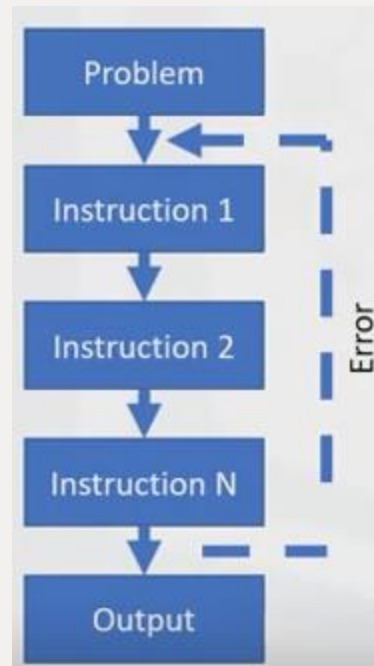 Problem
Instruction 1
Instruction 2
Error
Instruction N
Output